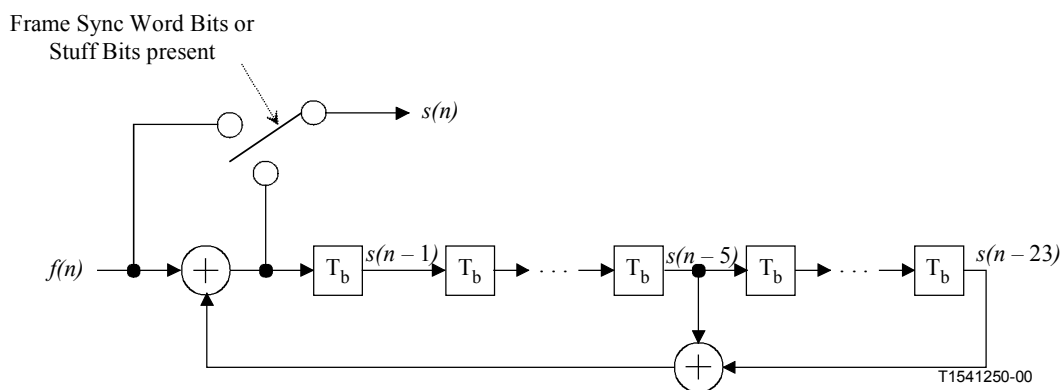 Frame Sync Word Bits or
Stuff Bits present
s(n)
f(n)
+
T_b
s(n – 1)
T_b
· · ·
T_b
s(n – 5)
T_b
· · ·
T_b
s(n – 23)
+
T1541250-00